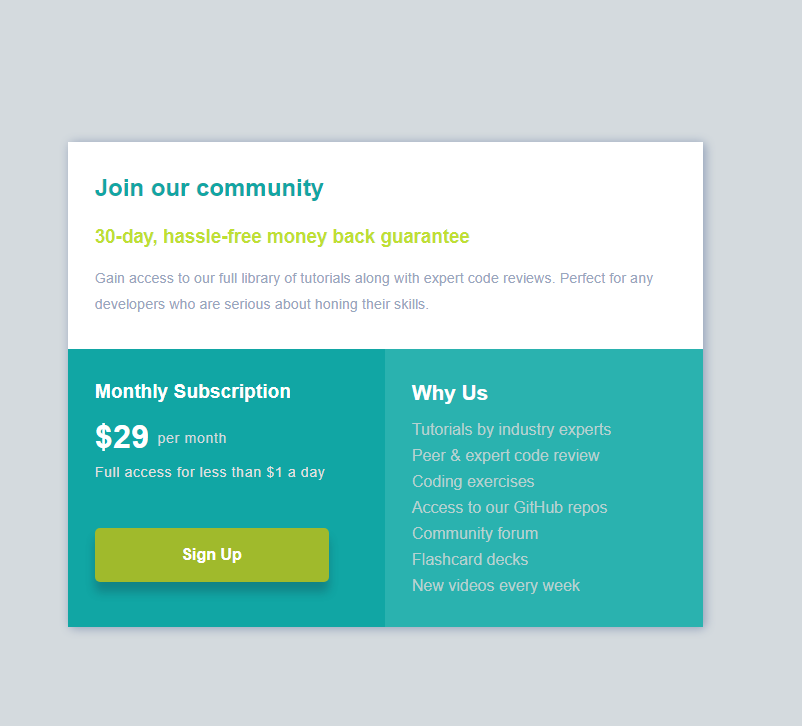 Join our community
30-day, hassle-free money back guarantee
Gain access to our full library of tutorials along with expert code reviews. Perfect for any
developers who are serious about honing their skills.
Monthly Subscription
$29 per month
Full access for less than $1 a day
Sign Up
Why Us
Tutorials by industry experts
Peer & expert code review
Coding exercises
Access to our GitHub repos
Community forum
Flashcard decks
New videos every week